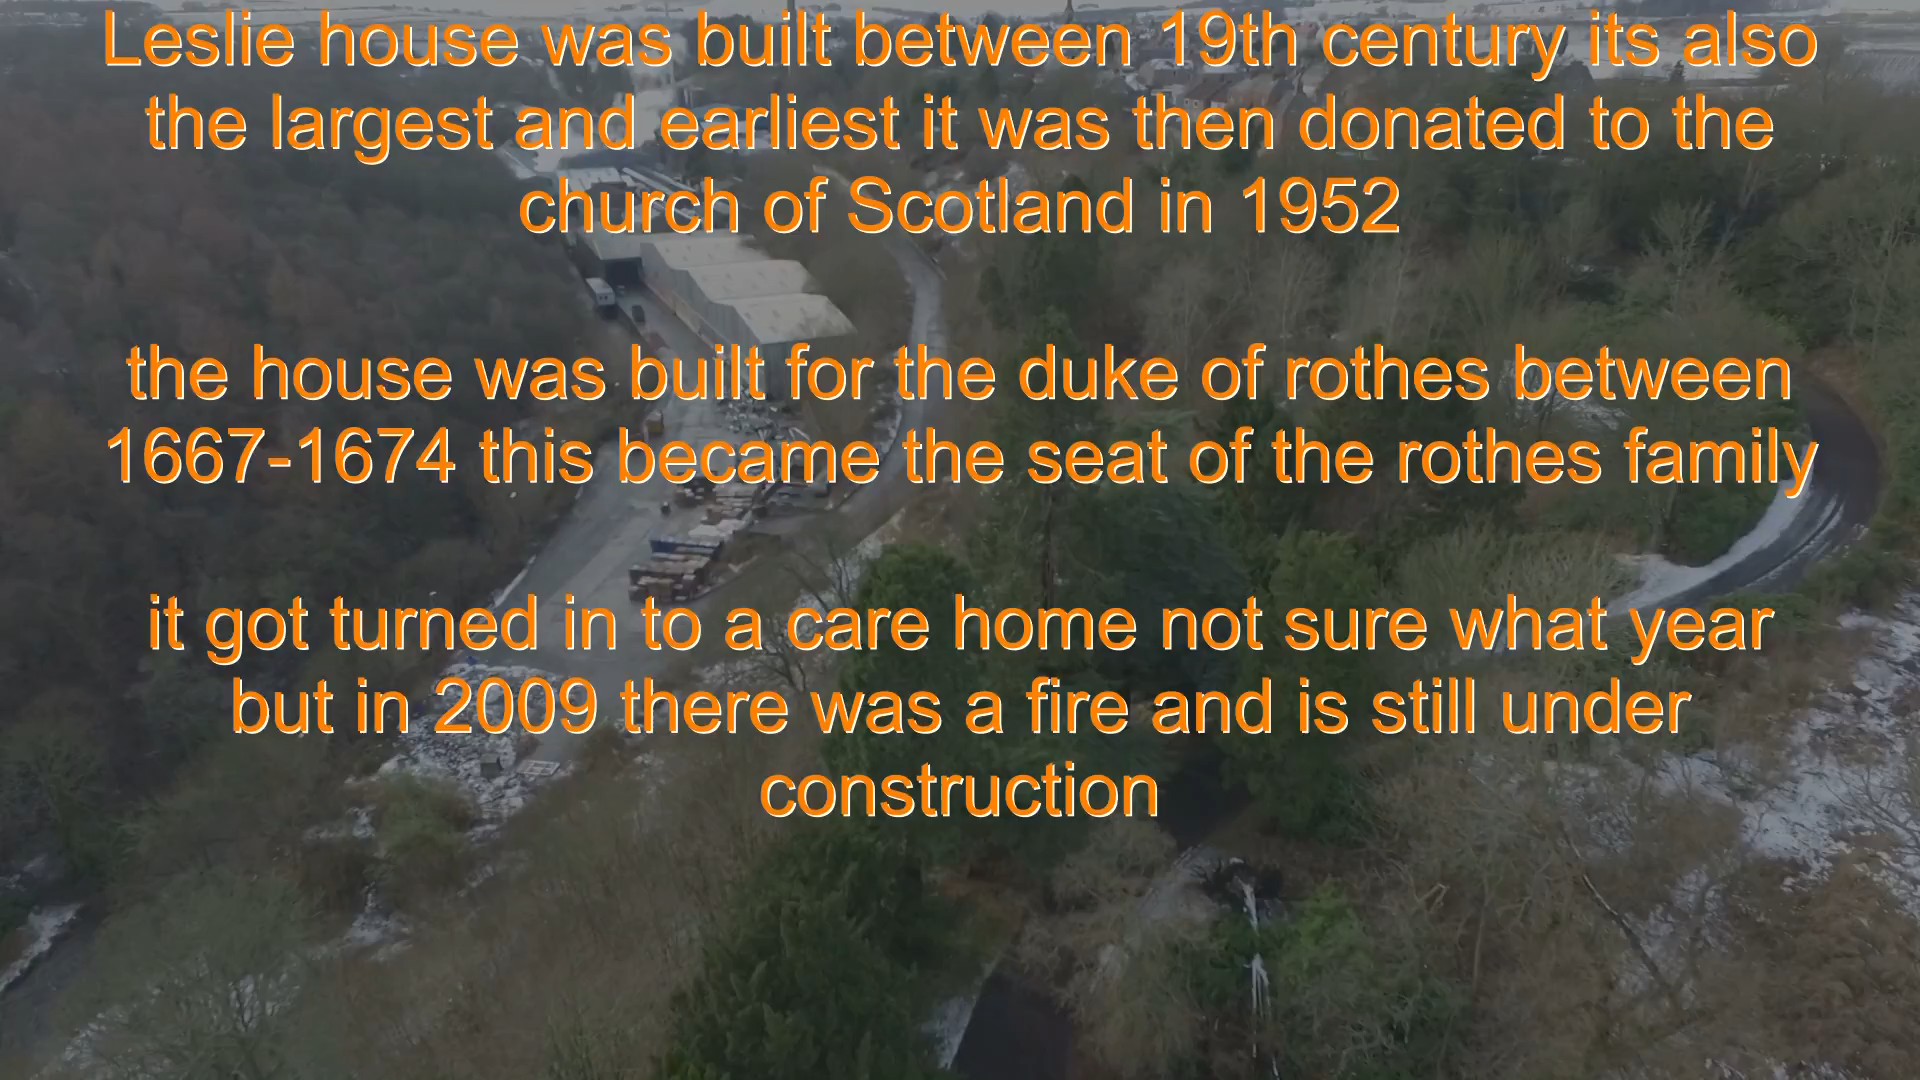 Leslie house was built between 19th century its also
the largest and earliest it was then donated to the
church of Scotland in 1952
the house was built for the duke of rothes between
1667-1674 this became the seat of the rothes family
it got turned in to a care home not sure what year
but in 2009 there was a fire and is still under
construction